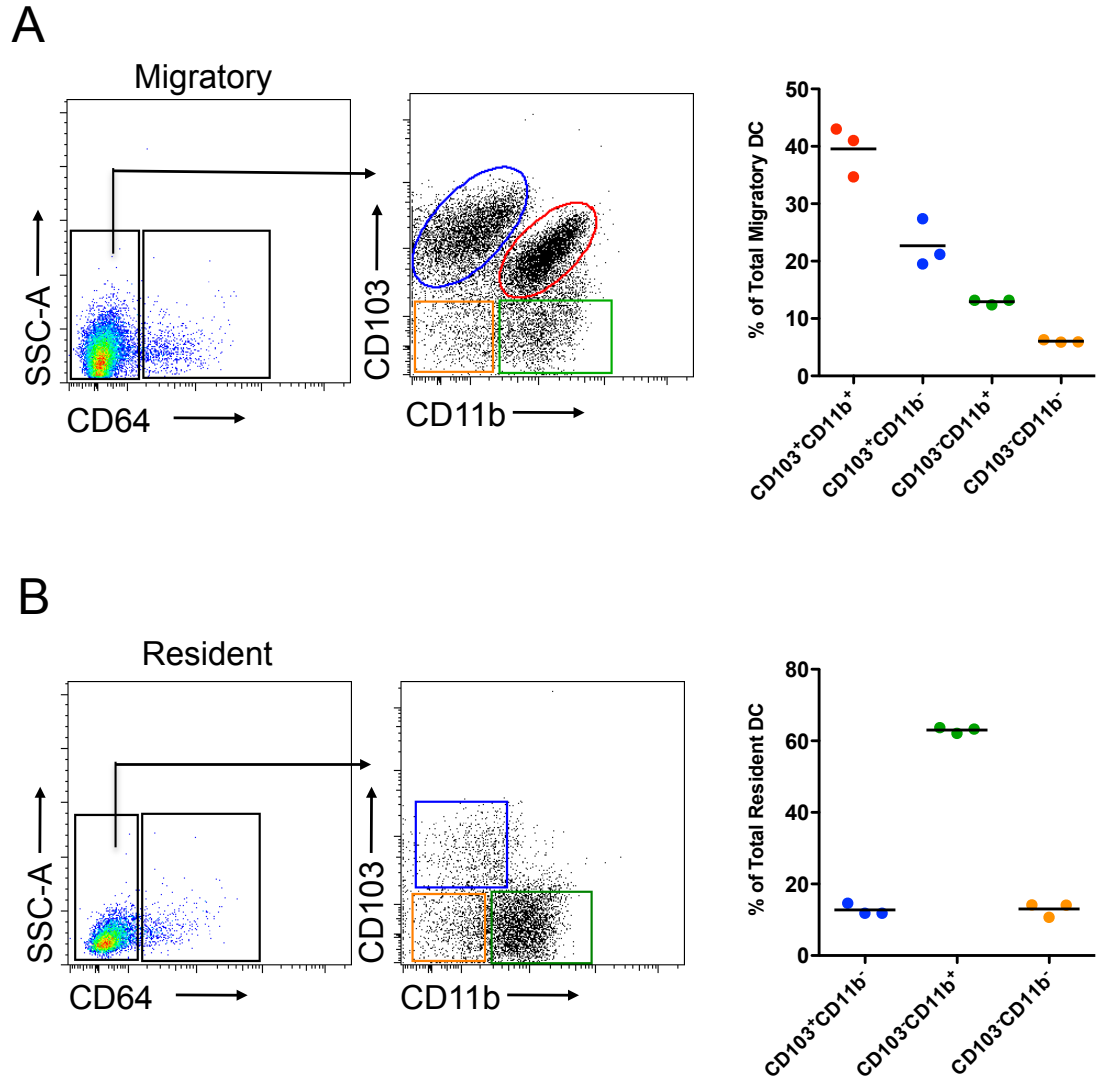 A
Migratory
SSC-A
CD64
CD103
CD11b
% of Total Migratory DC
50
40
30
20
10
0
CD103⁺CD11b⁺
CD103⁺CD11b⁻
CD103⁻CD11b⁺
CD103⁻CD11b⁻
B
Resident
SSC-A
CD64
CD103
CD11b
% of Total Resident DC
80
60
40
20
0
CD103⁺CD11b⁻
CD103⁻CD11b⁺
CD103⁻CD11b⁻